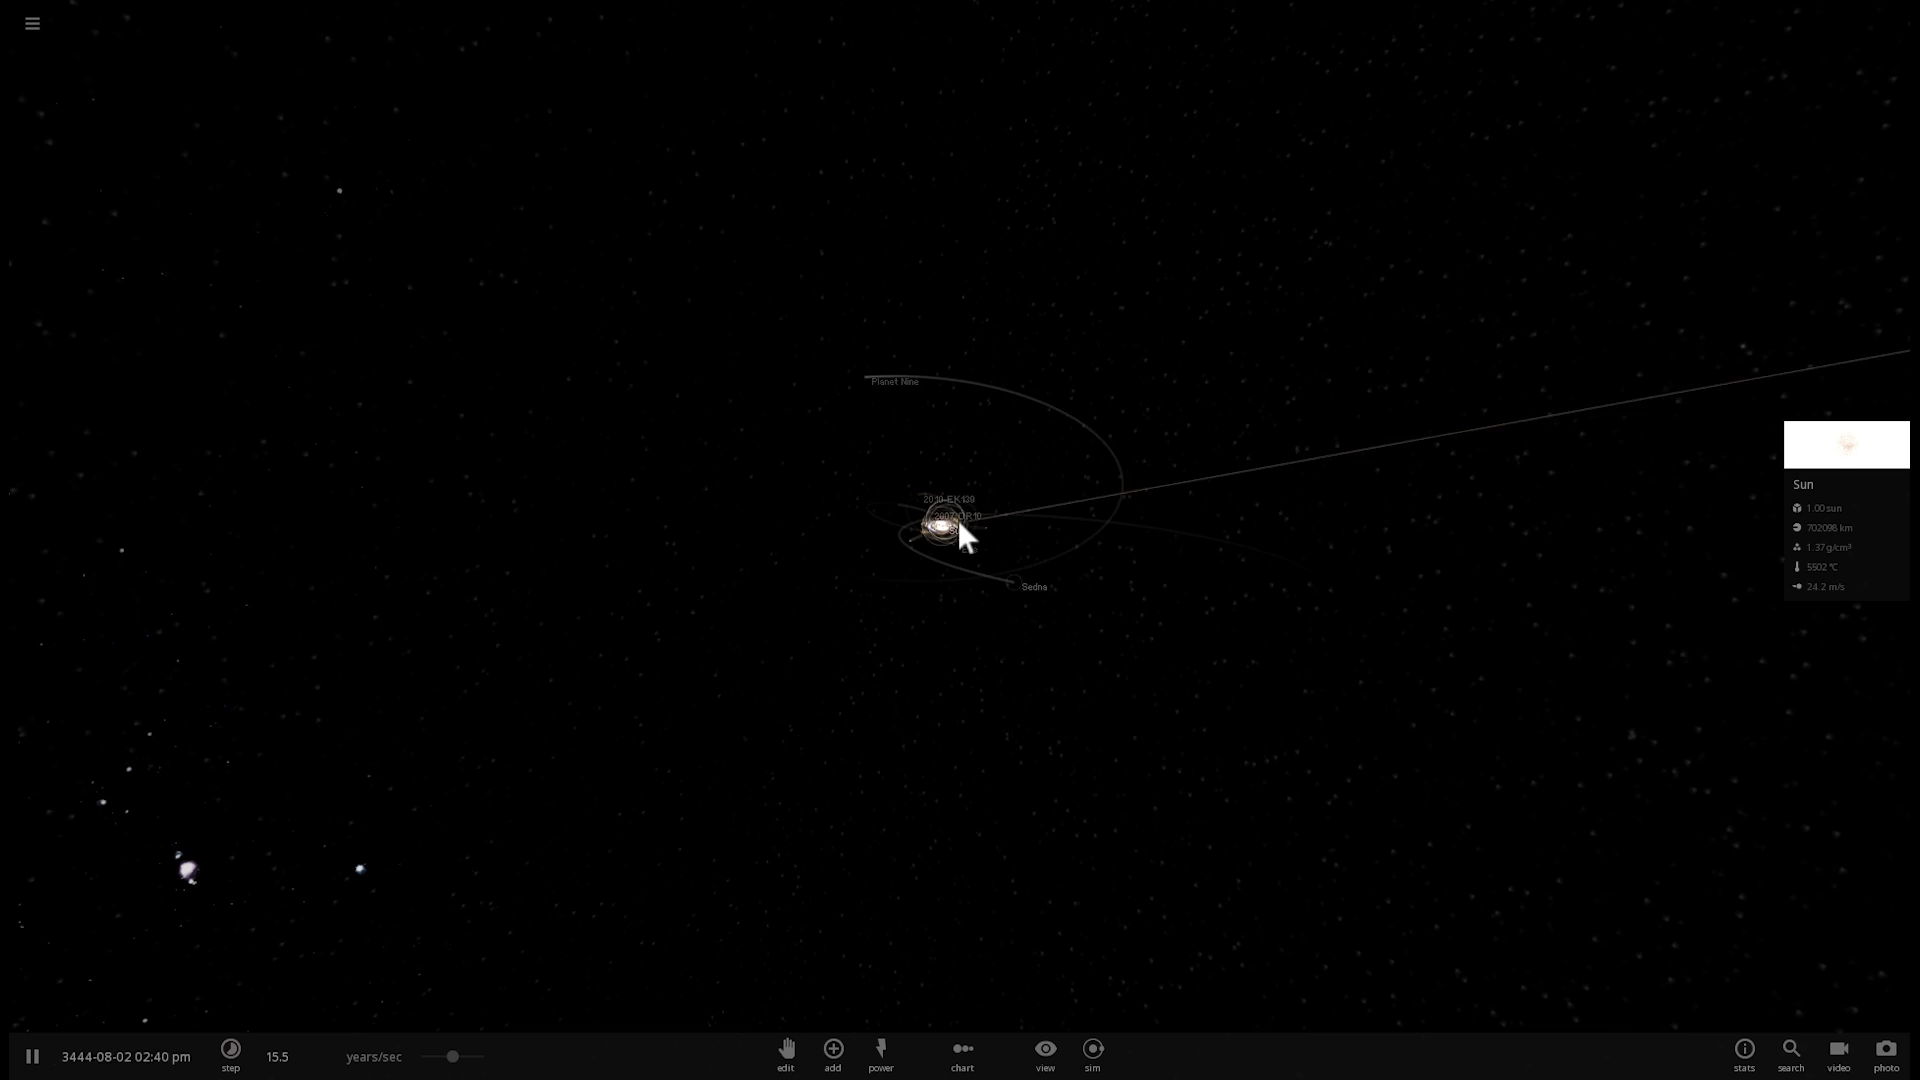 Planet Nine
2010 EK139
2007 OR10
Sedna
Sun
1.00 sun
702098 km
1.37 g/cm³
5502 °C
24.2 m/s
3444-08-02 02:40 pm
step
15.5
years/sec
edit
add
power
chart
view
sim
stats
search
video
photo